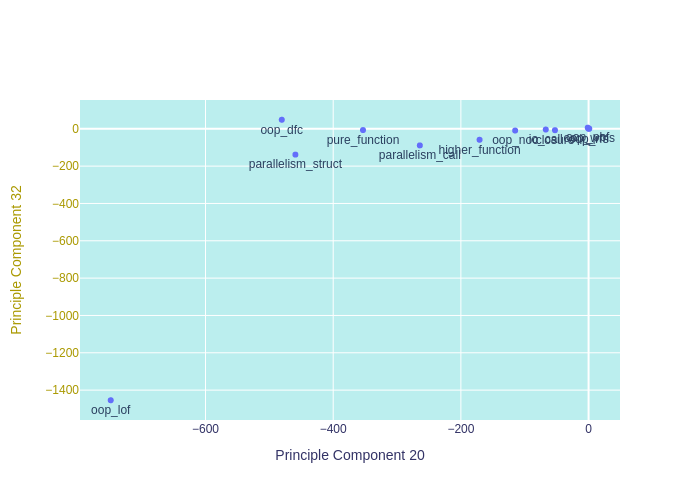 0
−200
−400
−600
−800
−1000
−1200
−1400
Principle Component 32
oop_dfc
pure_function
parallelism_struct
parallelism_call
higher_function
oop_lof
−600
−400
−200
0
Principle Component 20